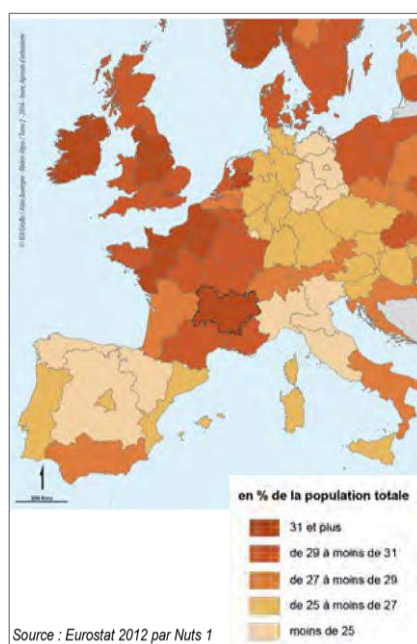 en % de la population totale
31 et plus
de 29 à moins de 31
de 27 à moins de 29
de 25 à moins de 27
moins de 25
Source : Eurostat 2012 par Nuts 1